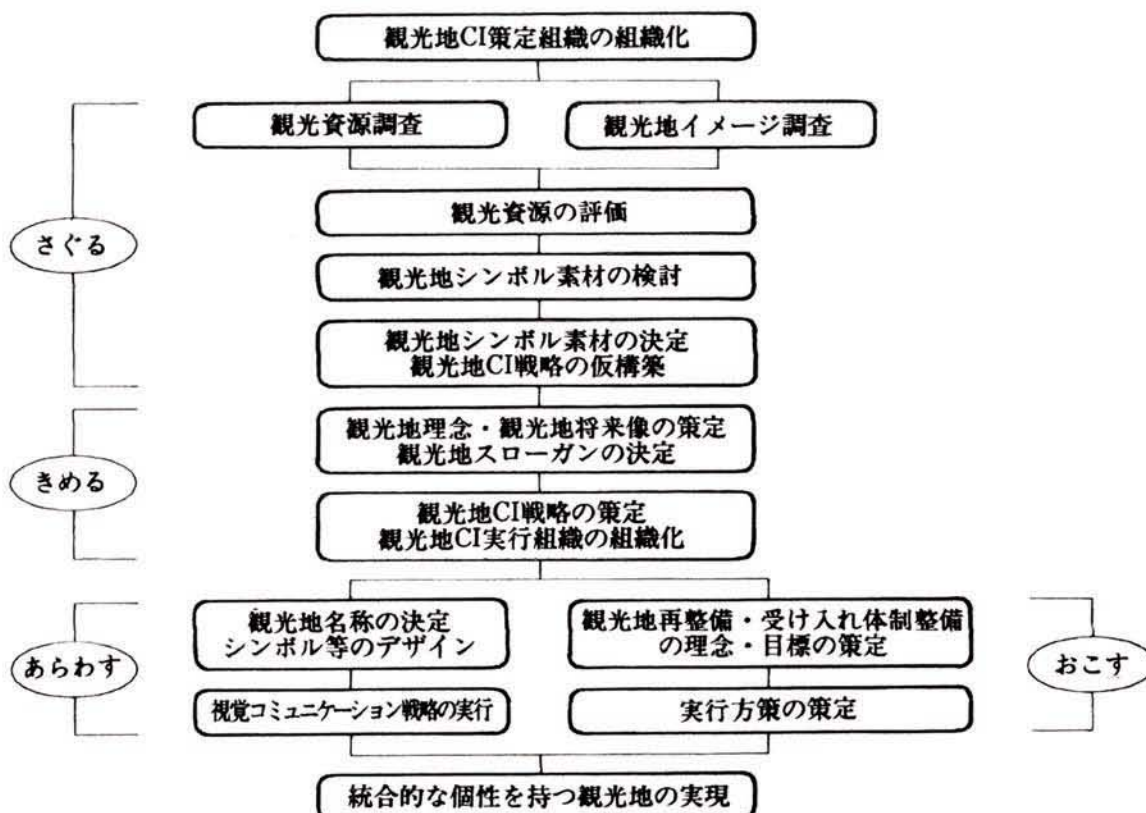 観光地CI策定組織の組織化
観光資源調査
観光地イメージ調査
観光資源の評価
さぐる
観光地シンボル素材の検討
観光地シンボル素材の決定
観光地CI戦略の仮構築
観光地理念・観光地将来像の策定
観光地スローガンの決定
きめる
観光地CI戦略の策定
観光地CI実行組織の組織化
観光地名称の決定
シンボル等のデザイン
観光地再整備・受け入れ体制整備
の理念・目標の策定
あらわす
おこす
視覚コミュニケーション戦略の実行
実行方策の策定
統合的な個性を持つ観光地の実現